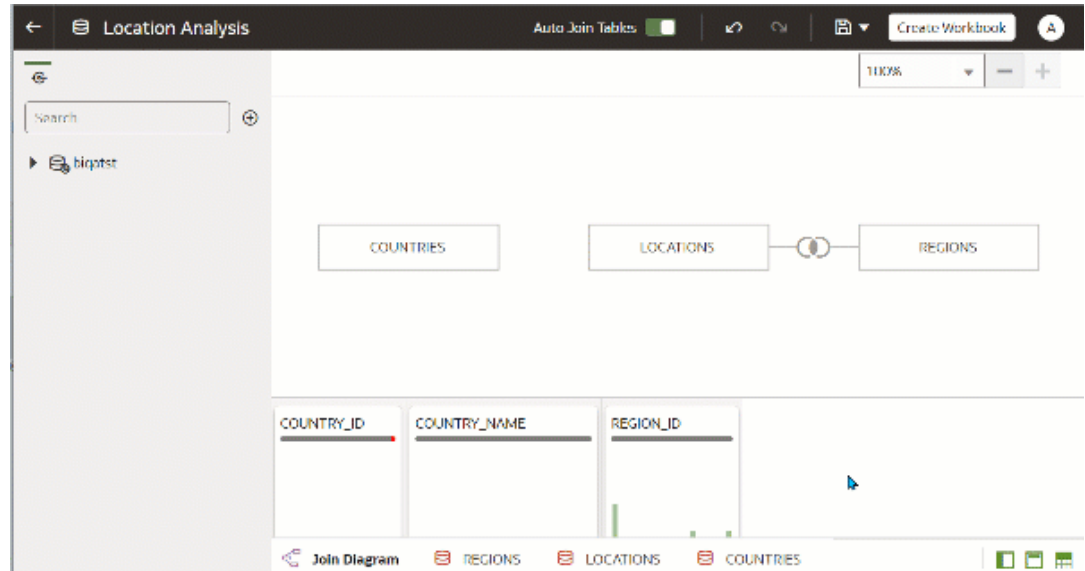 Location Analysis
Auto Join Tables
Create Workbook
A
100%
Search
biqatst
COUNTRIES
LOCATIONS
REGIONS
COUNTRY_ID
COUNTRY_NAME
REGION_ID
Join Diagram
REGIONS
LOCATIONS
COUNTRIES